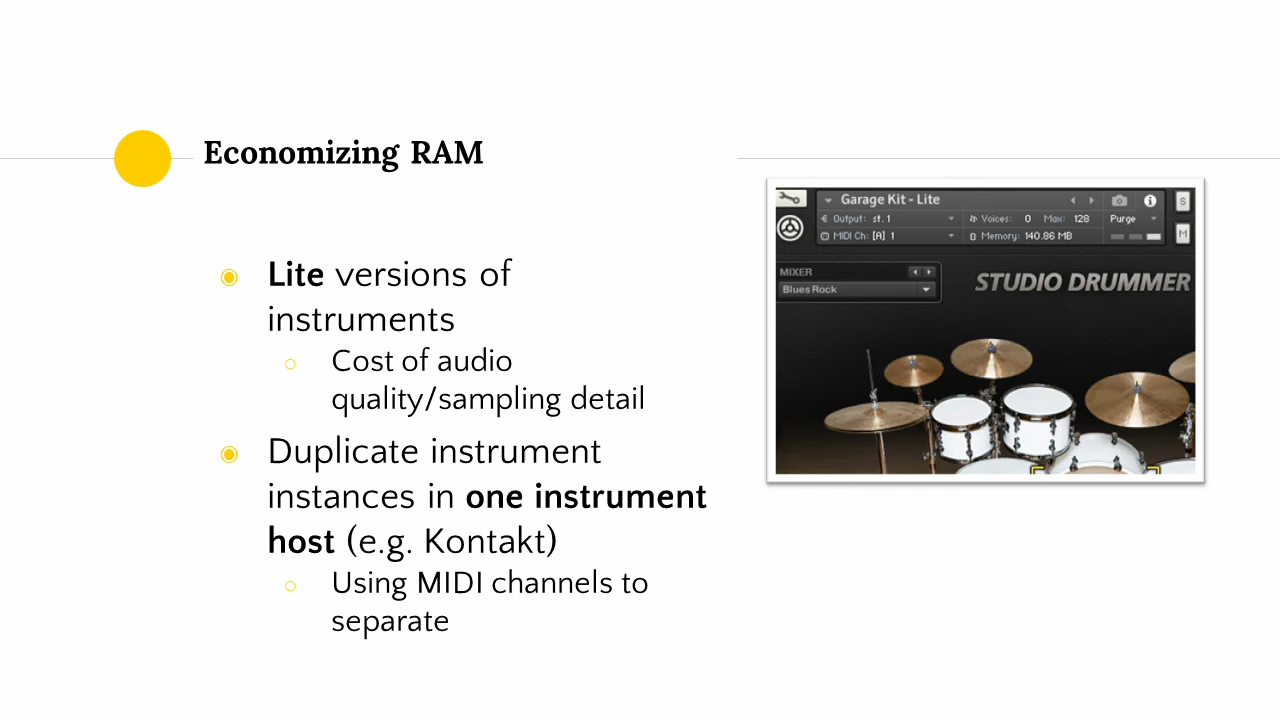 Economizing RAM
Lite versions of
instruments
Cost of audio
quality/sampling detail
Duplicate instrument
instances in one instrument
host (e.g. Kontakt)
Using MIDI channels to
separate
Garage Kit - Lite
S
Output: st.1 Voices: 0 Max: 128 Purge
MIDI Ch: [A] 1 Memory: 140.86 MB
M
MIXER
Blues Rock
STUDIO DRUMMER